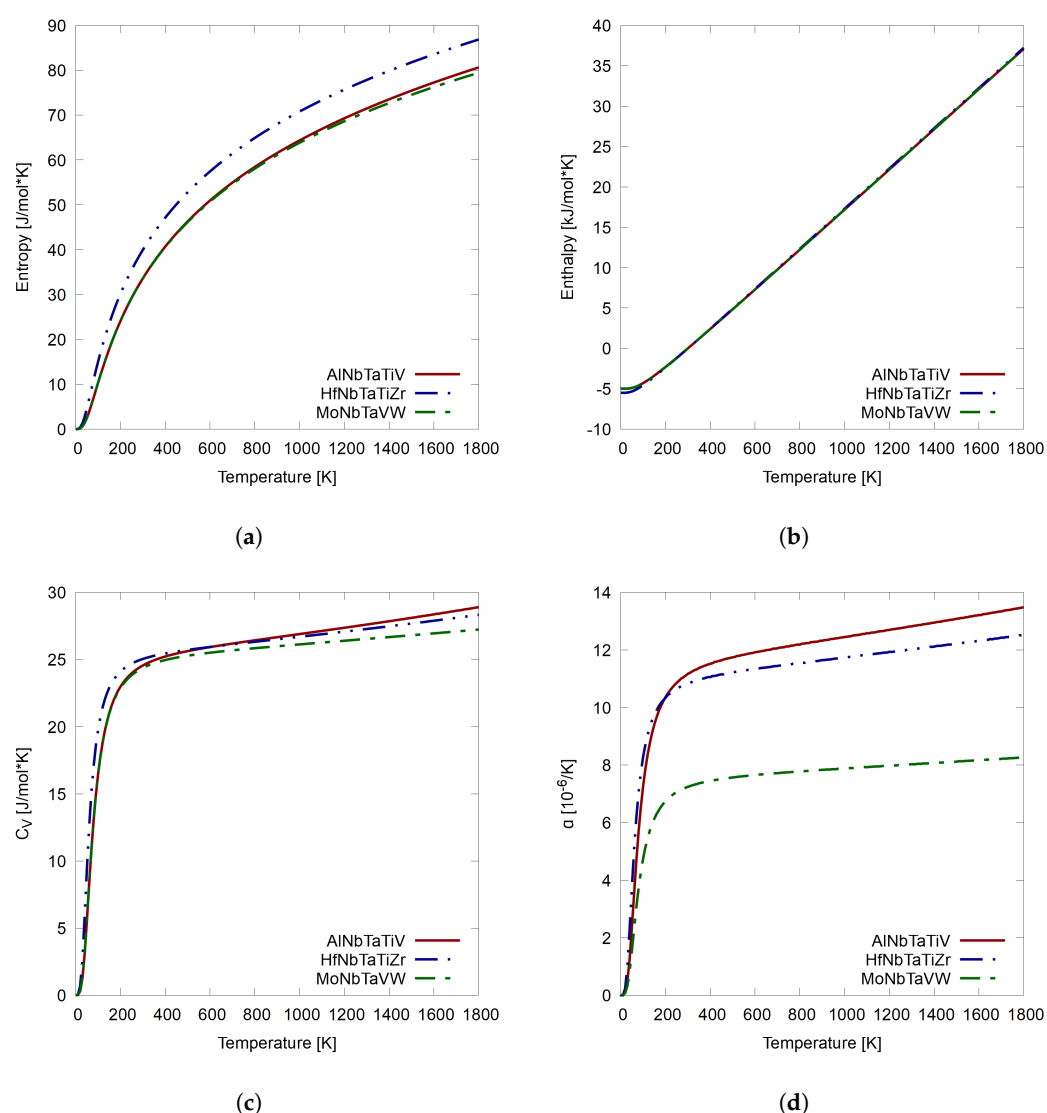 90
80
70
60
50
40
30
20
10
0
Entropy [J/mol*K]
AlNbTaTiV
HfNbTaTiZr
MoNbTaVW
0 200 400 600 800 1000 1200 1400 1600 1800
Temperature [K]
(a)
40
35
30
25
20
15
10
5
0
-5
-10
Enthalpy [kJ/mol*K]
AlNbTaTiV
HfNbTaTiZr
MoNbTaVW
0 200 400 600 800 1000 1200 1400 1600 1800
Temperature [K]
(b)
30
25
20
15
10
5
0
C_V [J/mol*K]
AlNbTaTiV
HfNbTaTiZr
MoNbTaVW
0 200 400 600 800 1000 1200 1400 1600 1800
Temperature [K]
(c)
14
12
10
8
6
4
2
0
α [10⁻⁶/K]
AlNbTaTiV
HfNbTaTiZr
MoNbTaVW
0 200 400 600 800 1000 1200 1400 1600 1800
Temperature [K]
(d)